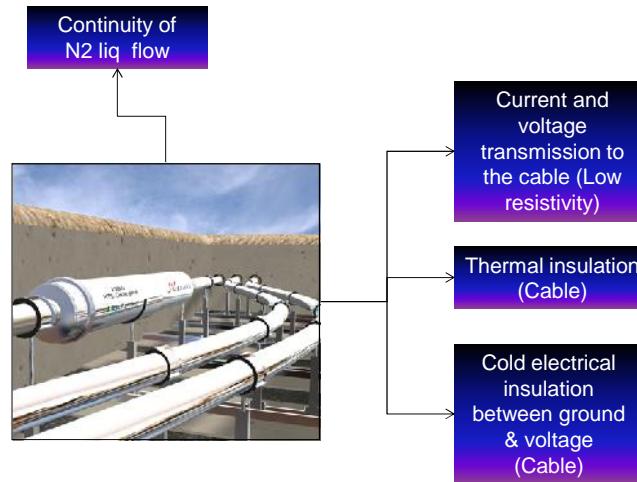 Continuity of
N2 liq flow
Current and
voltage
transmission to
the cable (Low
resistivity)
Thermal insulation
(Cable)
Cold electrical
insulation
between ground
& voltage
(Cable)